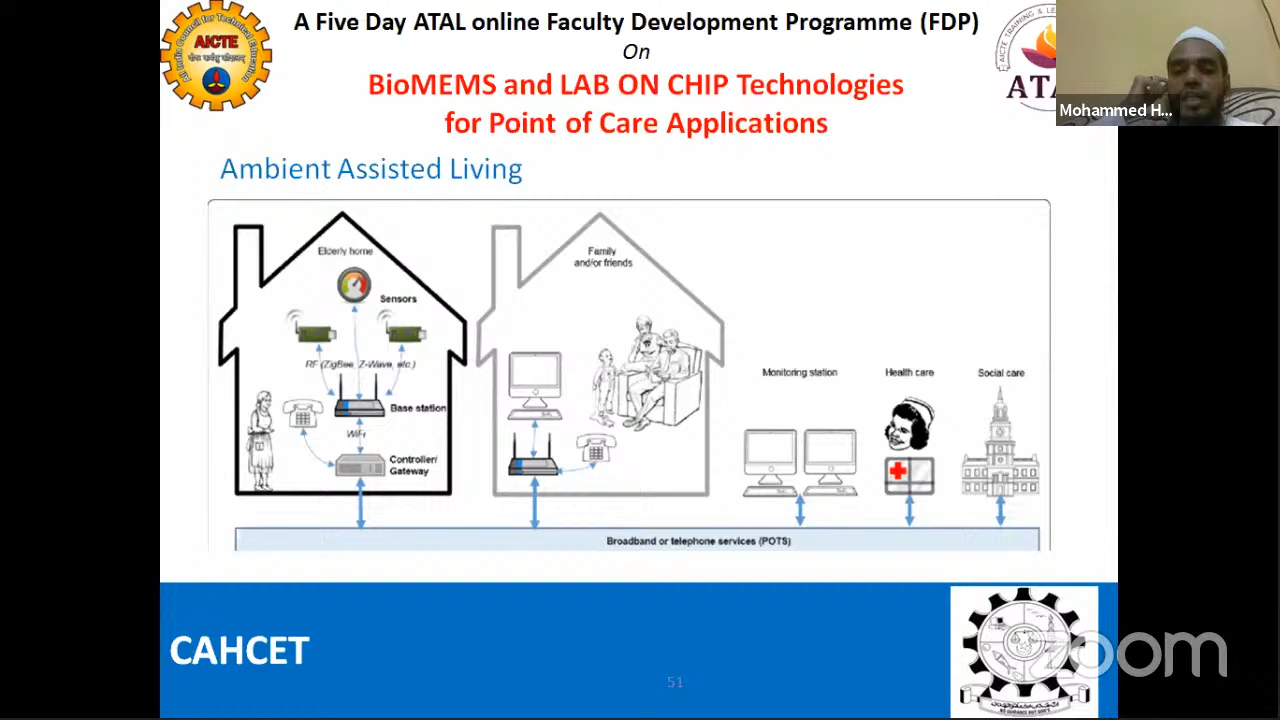 A Five Day ATAL online Faculty Development Programme (FDP)
On
BioMEMS and LAB ON CHIP Technologies
for Point of Care Applications
AICTE
ATA
Mohammed H...
Ambient Assisted Living
Elderly home
Sensors
RF (ZigBee, Z-Wave, etc.)
Base station
WiFi
Controller/
Gateway
Family
and/or friends
Monitoring station
Health care
Social care
Broadband or telephone services (POTS)
CAHCET
51
zoom